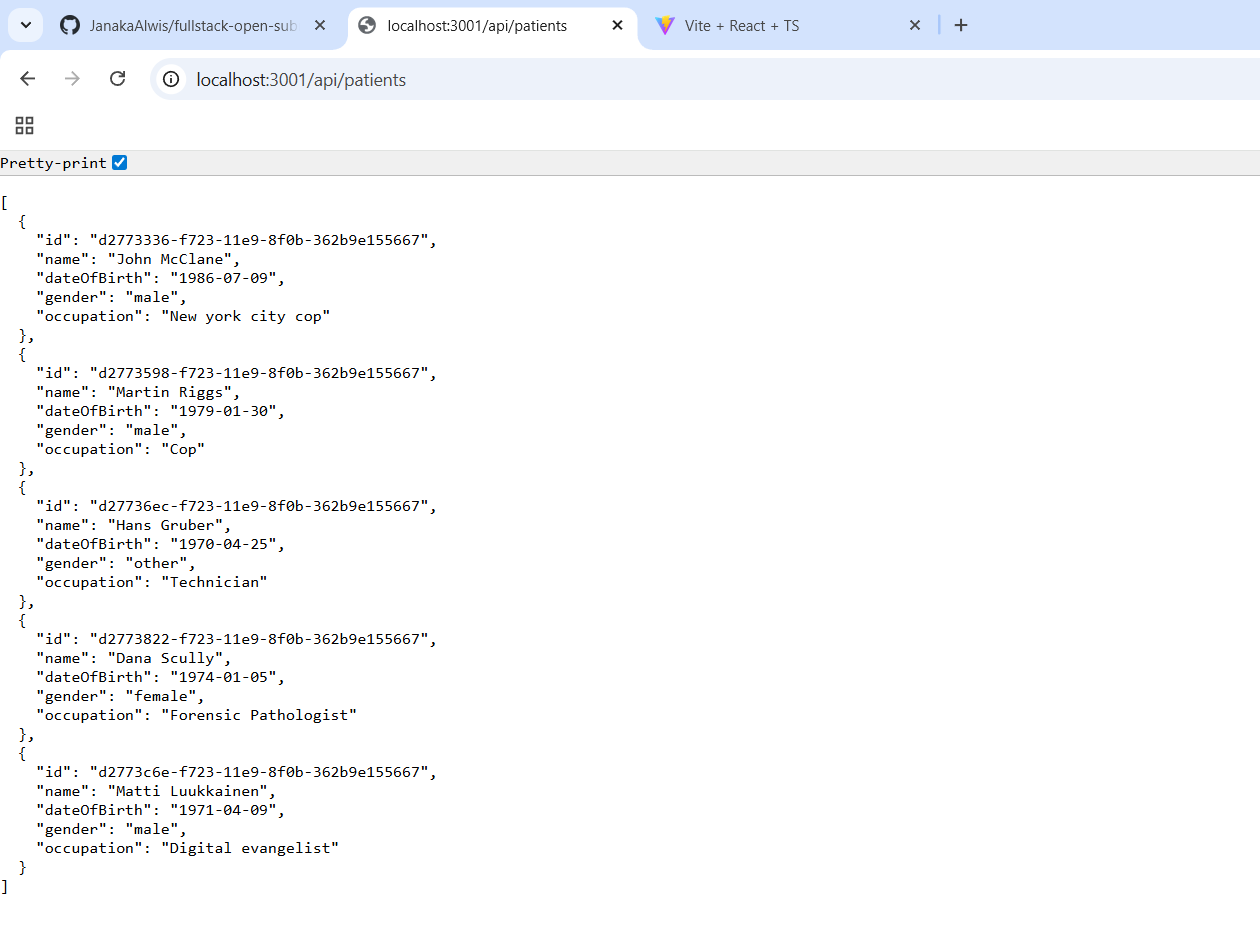 JanakaAlwis/fullstack-open-sub
localhost:3001/api/patients
Vite + React + TS
localhost:3001/api/patients
Pretty-print
[
  {
    "id": "d2773336-f723-11e9-8f0b-362b9e155667",
    "name": "John McClane",
    "dateOfBirth": "1986-07-09",
    "gender": "male",
    "occupation": "New york city cop"
  },
  {
    "id": "d2773598-f723-11e9-8f0b-362b9e155667",
    "name": "Martin Riggs",
    "dateOfBirth": "1979-01-30",
    "gender": "male",
    "occupation": "Cop"
  },
  {
    "id": "d27736ec-f723-11e9-8f0b-362b9e155667",
    "name": "Hans Gruber",
    "dateOfBirth": "1970-04-25",
    "gender": "other",
    "occupation": "Technician"
  },
  {
    "id": "d2773822-f723-11e9-8f0b-362b9e155667",
    "name": "Dana Scully",
    "dateOfBirth": "1974-01-05",
    "gender": "female",
    "occupation": "Forensic Pathologist"
  },
  {
    "id": "d2773c6e-f723-11e9-8f0b-362b9e155667",
    "name": "Matti Luukkainen",
    "dateOfBirth": "1971-04-09",
    "gender": "male",
    "occupation": "Digital evangelist"
  }
]